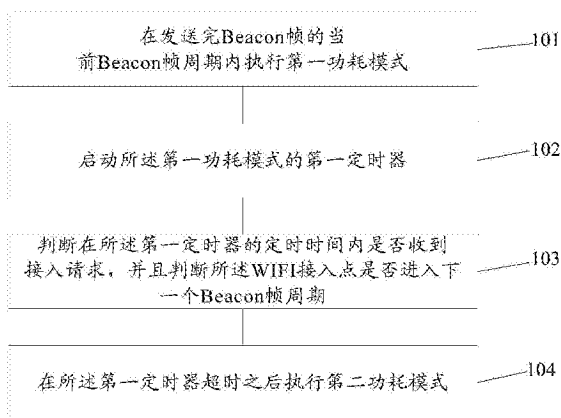 在发送完Beacon帧的当
前Beacon帧周期内执行第一功耗模式
101
启动所述第一功耗模式的第一定时器
102
判断在所述第一定时器的定时时间内是否收到
接入请求，并且判断所述WIFI接入点是否进入下
一个Beacon帧周期
103
在所述第一定时器超时之后执行第二功耗模式
104